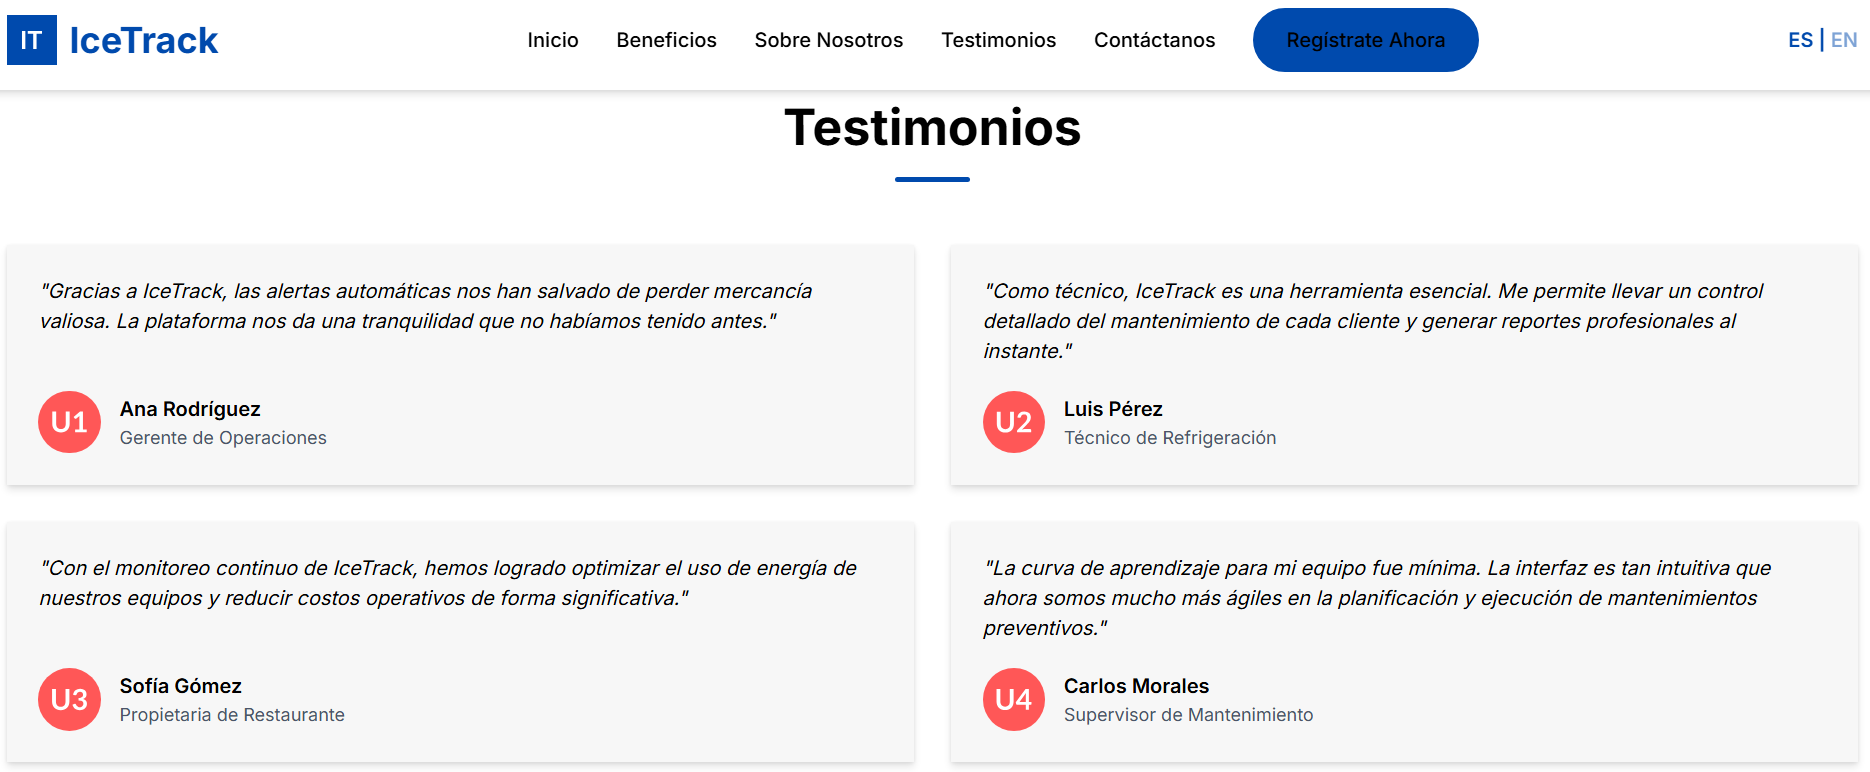 IT IceTrack Inicio Beneficios Sobre Nosotros Testimonios Contáctanos Regístrate Ahora ES | EN
Testimonios
"Gracias a IceTrack, las alertas automáticas nos han salvado de perder mercancía
valiosa. La plataforma nos da una tranquilidad que no habíamos tenido antes."
U1
Ana Rodríguez
Gerente de Operaciones
"Como técnico, IceTrack es una herramienta esencial. Me permite llevar un control
detallado del mantenimiento de cada cliente y generar reportes profesionales al
instante."
U2
Luis Pérez
Técnico de Refrigeración
"Con el monitoreo continuo de IceTrack, hemos logrado optimizar el uso de energía de
nuestros equipos y reducir costos operativos de forma significativa."
U3
Sofía Gómez
Propietaria de Restaurante
"La curva de aprendizaje para mi equipo fue mínima. La interfaz es tan intuitiva que
ahora somos mucho más ágiles en la planificación y ejecución de mantenimientos
preventivos."
U4
Carlos Morales
Supervisor de Mantenimiento